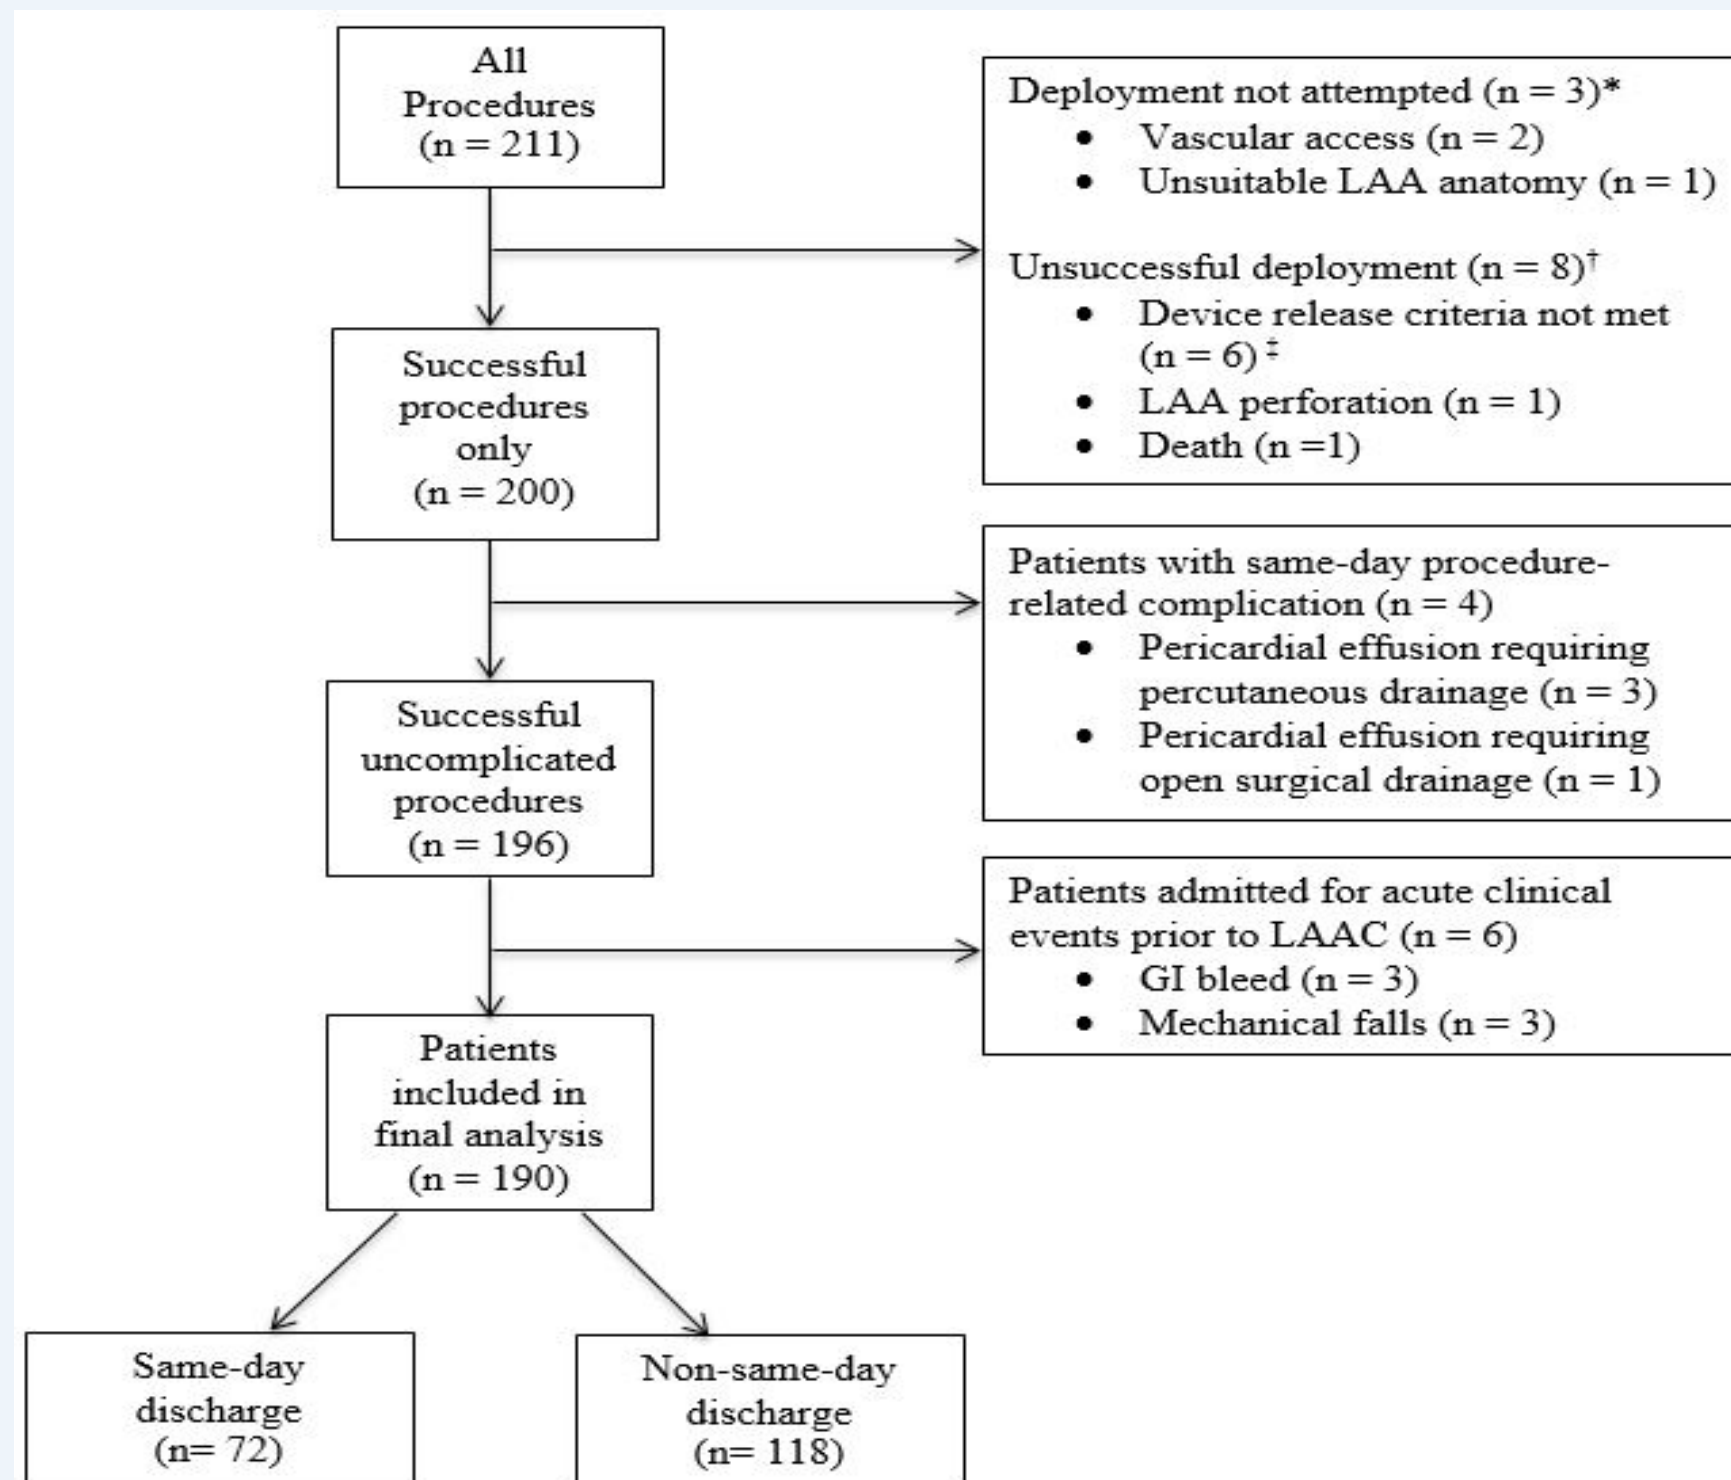 All
Procedures
(n = 211)
Deployment not attempted (n = 3)*
• Vascular access (n = 2)
• Unsuitable LAA anatomy (n = 1)
Unsuccessful deployment (n = 8)†
• Device release criteria not met
(n = 6) ‡
• LAA perforation (n = 1)
• Death (n =1)
Successful
procedures
only
(n = 200)
Patients with same-day procedure-
related complication (n = 4)
• Pericardial effusion requiring
percutaneous drainage (n = 3)
• Pericardial effusion requiring
open surgical drainage (n = 1)
Successful
uncomplicated
procedures
(n = 196)
Patients admitted for acute clinical
events prior to LAAC (n = 6)
• GI bleed (n = 3)
• Mechanical falls (n = 3)
Patients
included in
final analysis
(n = 190)
Same-day
discharge
(n= 72)
Non-same-day
discharge
(n= 118)